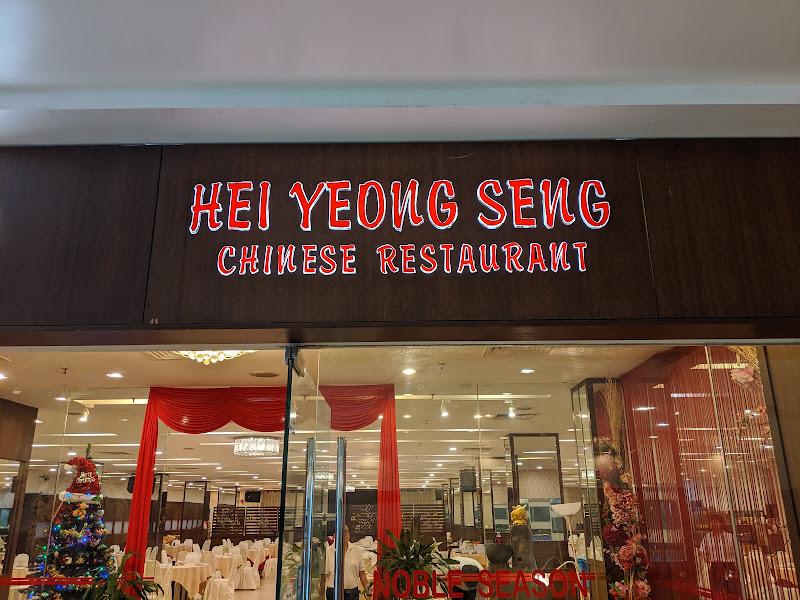 HEI YEONG SENG
CHINESE RESTAURANT
NOBLE SEASON